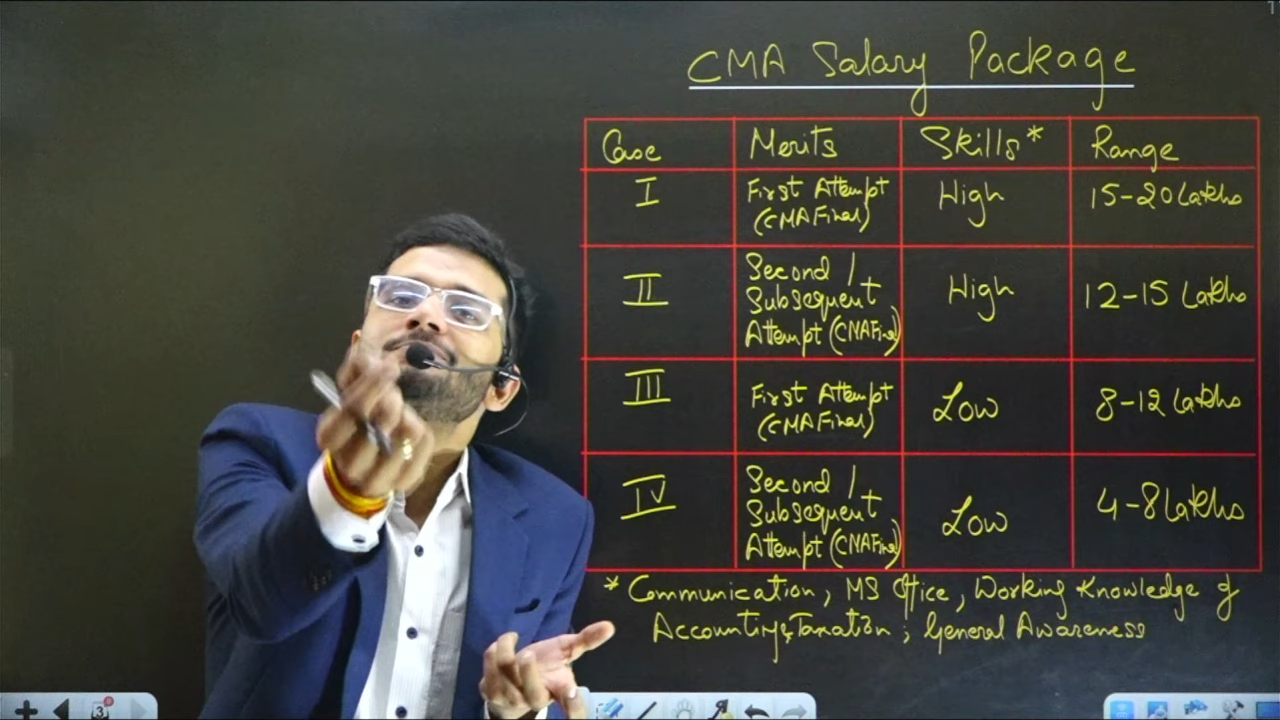 CMA Salary Package
Case Merits Skills* Range
I First Attempt (CMA Final) High 15-20 Lakhs
II Second / Subsequent Attempt (CMA Final) High 12-15 Lakhs
III First Attempt (CMA Final) Low 8-12 Lakhs
IV Second / Subsequent Attempt (CMA Final) Low 4-8 Lakhs
* Communication, MS Office, Working Knowledge of
Accounting & Taxation, General Awareness
3